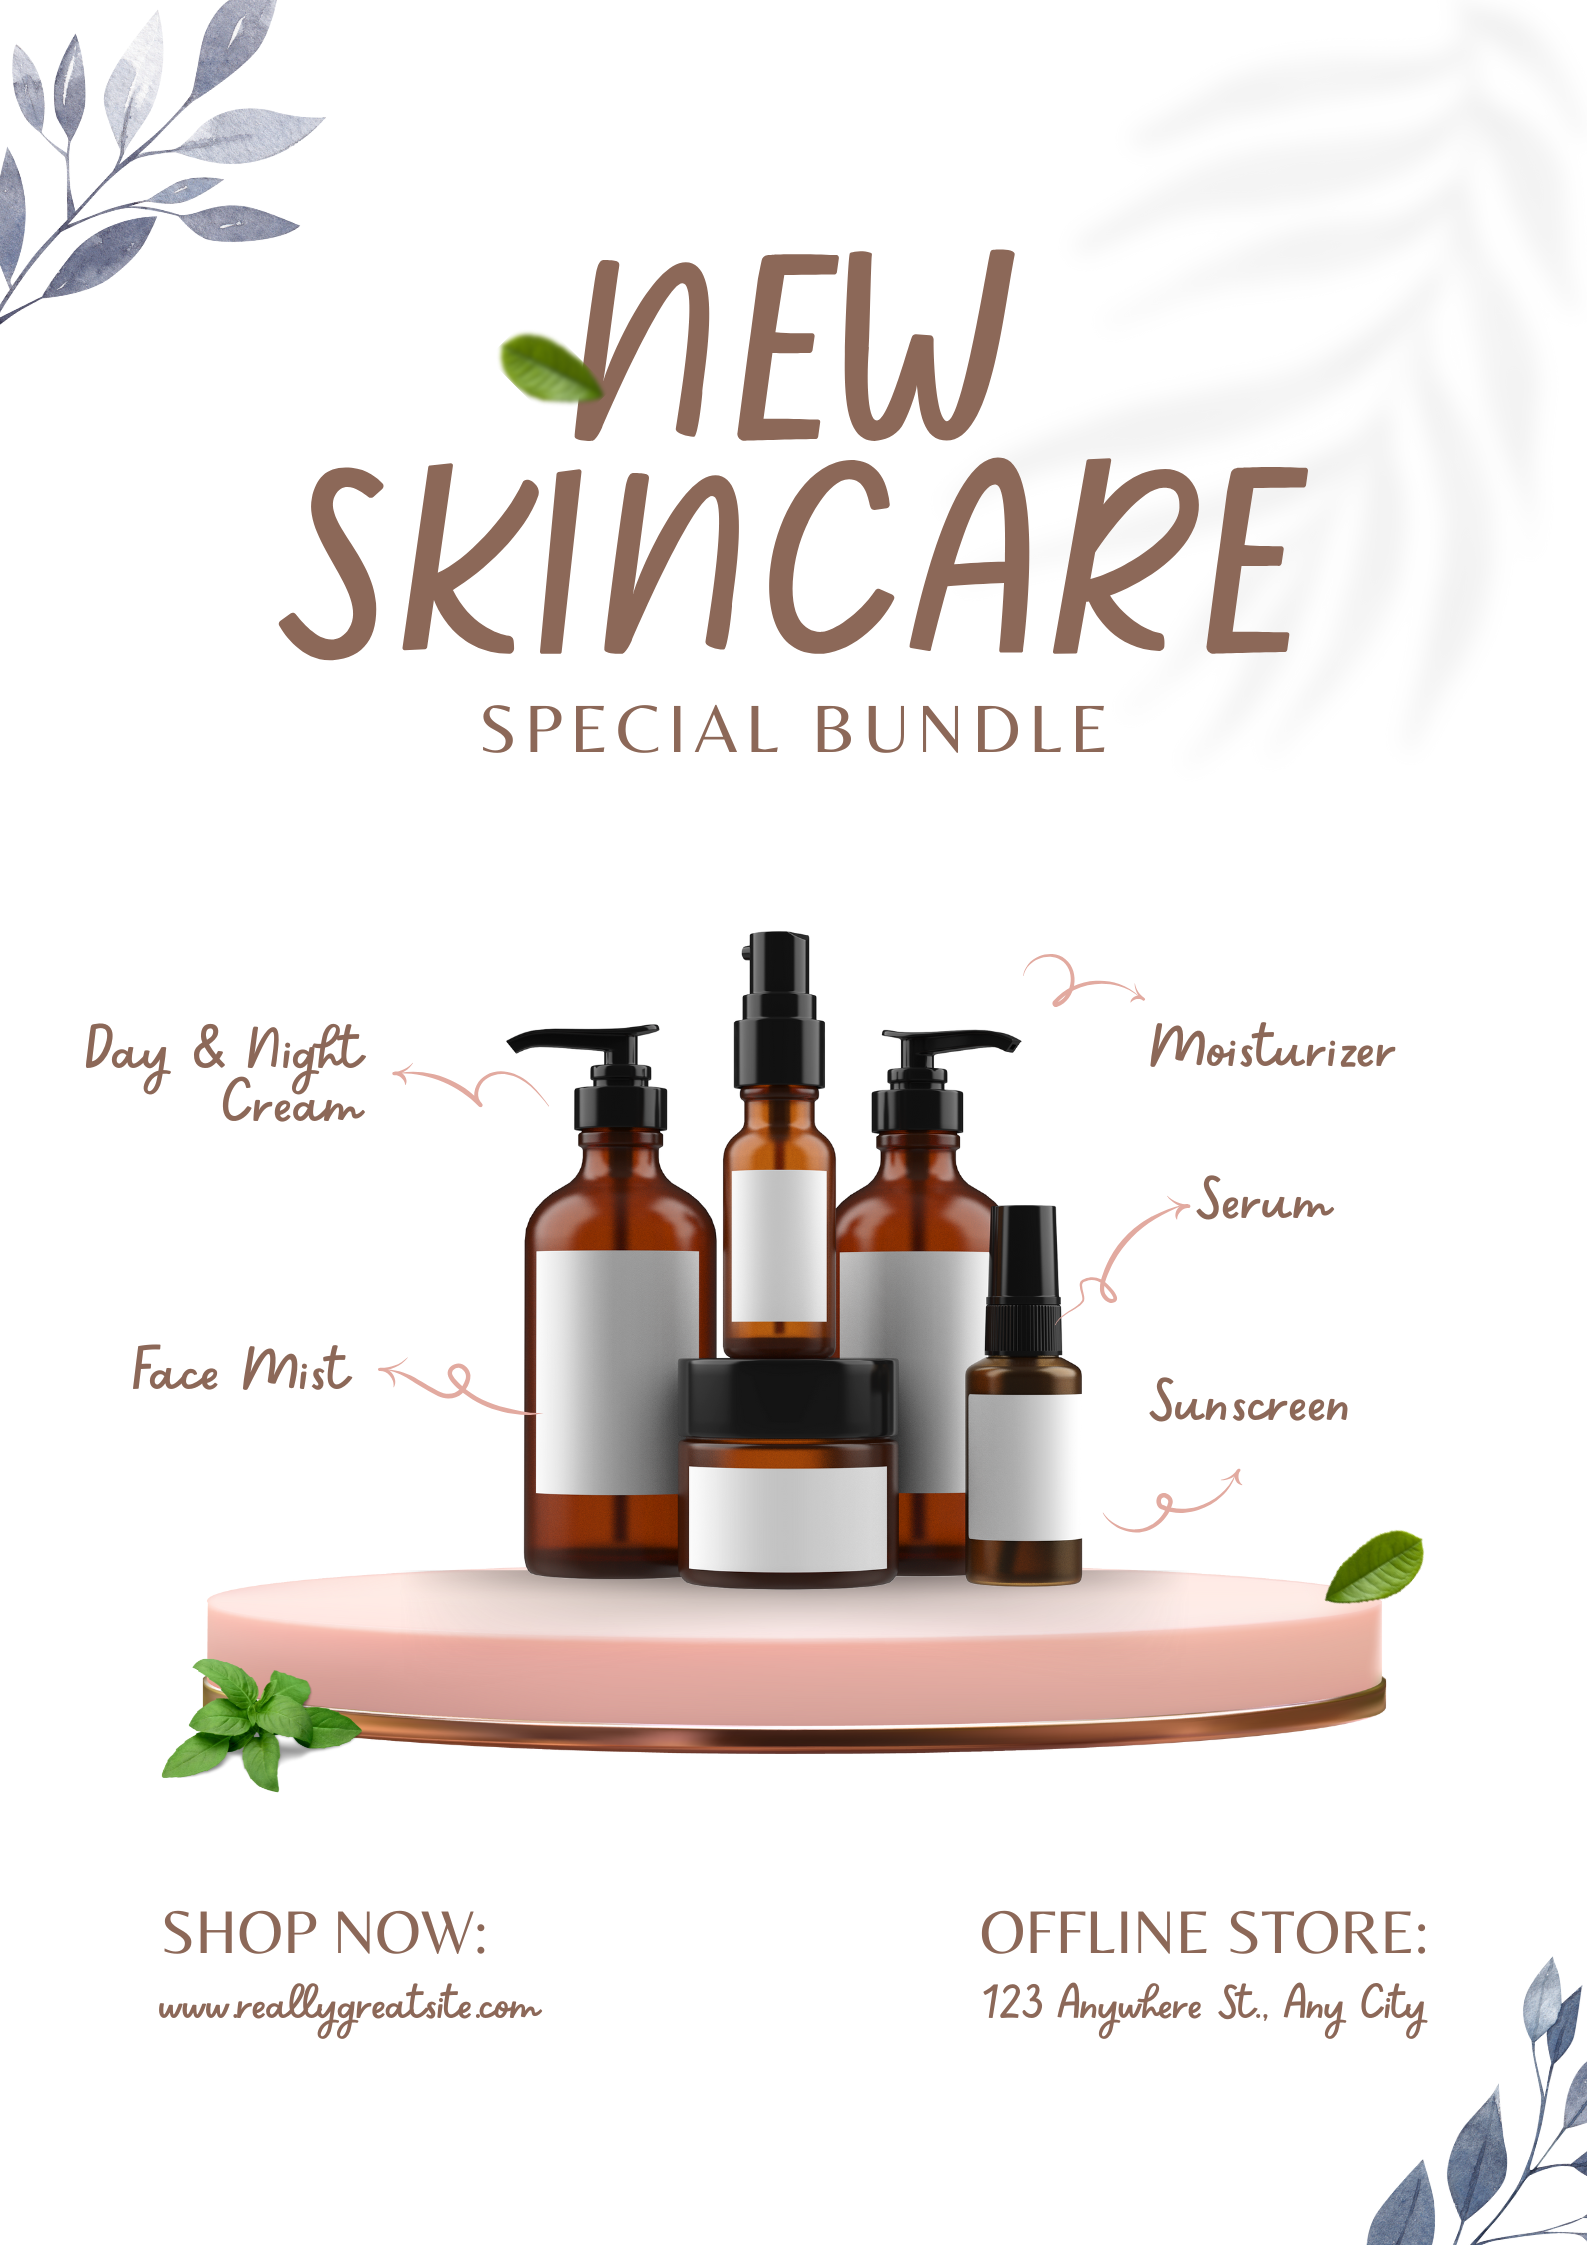 NEW
SKINCARE
SPECIAL BUNDLE
Day & Night
Cream
Moisturizer
Serum
Face Mist
Sunscreen
SHOP NOW:
www.reallygreatsite.com
OFFLINE STORE:
123 Anywhere St., Any City